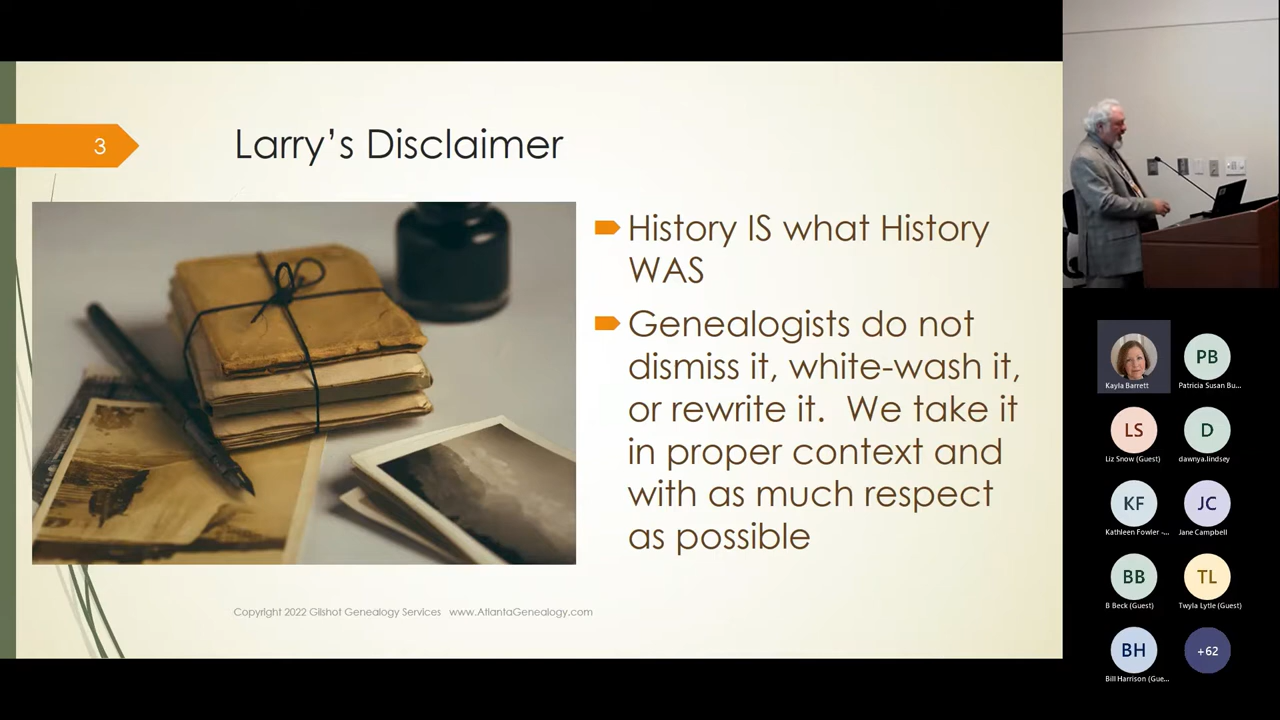 3
Larry’s Disclaimer
History IS what History
WAS
Genealogists do not
dismiss it, white-wash it,
or rewrite it.  We take it
in proper context and
with as much respect
as possible
Copyright 2022 Gilshot Genealogy Services   www.AtlantaGenealogy.com
Kayla Barrett
PB
Patricia Susan Bu...
LS
Liz Snow (Guest)
D
dawnya.lindsey
KF
Kathleen Fowler -...
JC
Jane Campbell
BB
B Beck (Guest)
TL
Twyla Lytle (Guest)
BH
Bill Harrison (Gue...
+62